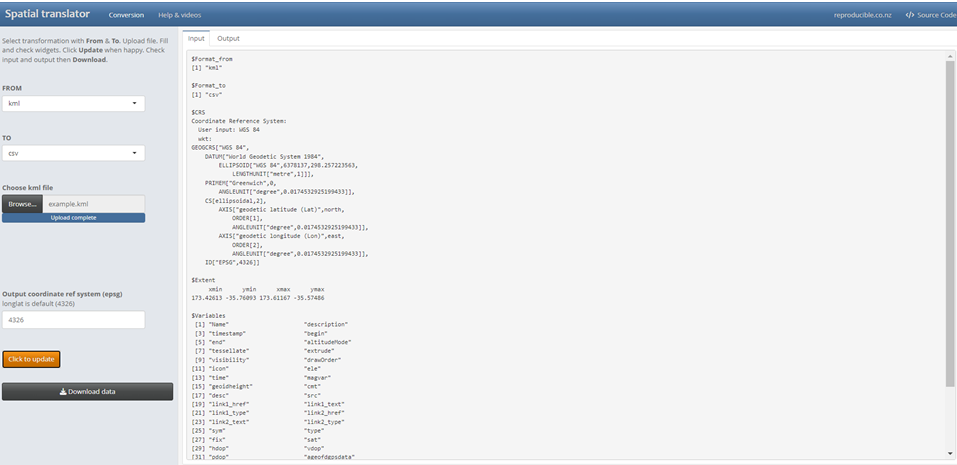 Spatial translator
Conversion
Help & videos
reproducible.co.nz
Source Code
Select transformation with From & To. Upload file. Fill
and check widgets. Click Update when happy. Check
input and output then Download.
FROM
kml
TO
csv
Choose kml file
Browse...
example.kml
Upload complete
Output coordinate ref system (epsg)
longlat is default (4326)
4326
Click to update
Download data
Input
Output
$Format_from
[1] "kml"
$Format_to
[1] "csv"
$CRS
Coordinate Reference System:
User input: WGS 84
wkt:
GEOGCRS["WGS 84",
DATUM["World Geodetic System 1984",
ELLIPSOID["WGS 84",6378137,298.257223563,
LENGTHUNIT["metre",1]]],
PRIMEM["Greenwich",0,
ANGLEUNIT["degree",0.0174532925199433]],
CS[ellipsoidal,2],
AXIS["geodetic latitude (Lat)",north,
ORDER[1],
ANGLEUNIT["degree",0.0174532925199433]],
AXIS["geodetic longitude (Lon)",east,
ORDER[2],
ANGLEUNIT["degree",0.0174532925199433]],
ID["EPSG",4326]]
$Extent
xmin ymin xmax ymax
173.42613 -35.76093 173.61167 -35.57486
$Variables
[1] "Name" "description"
[3] "timestamp" "begin"
[5] "end" "altitudeMode"
[7] "tessellate" "extrude"
[9] "visibility" "drawOrder"
[11] "icon" "ele"
[13] "time" "magvar"
[15] "geoidheight" "cmt"
[17] "desc" "src"
[19] "link1_href" "link1_text"
[21] "link1_type" "link2_href"
[23] "link2_text" "link2_type"
[25] "sym" "type"
[27] "fix" "sat"
[29] "hdop" "vdop"
[31] "pdop" "ageofdgpsdata"